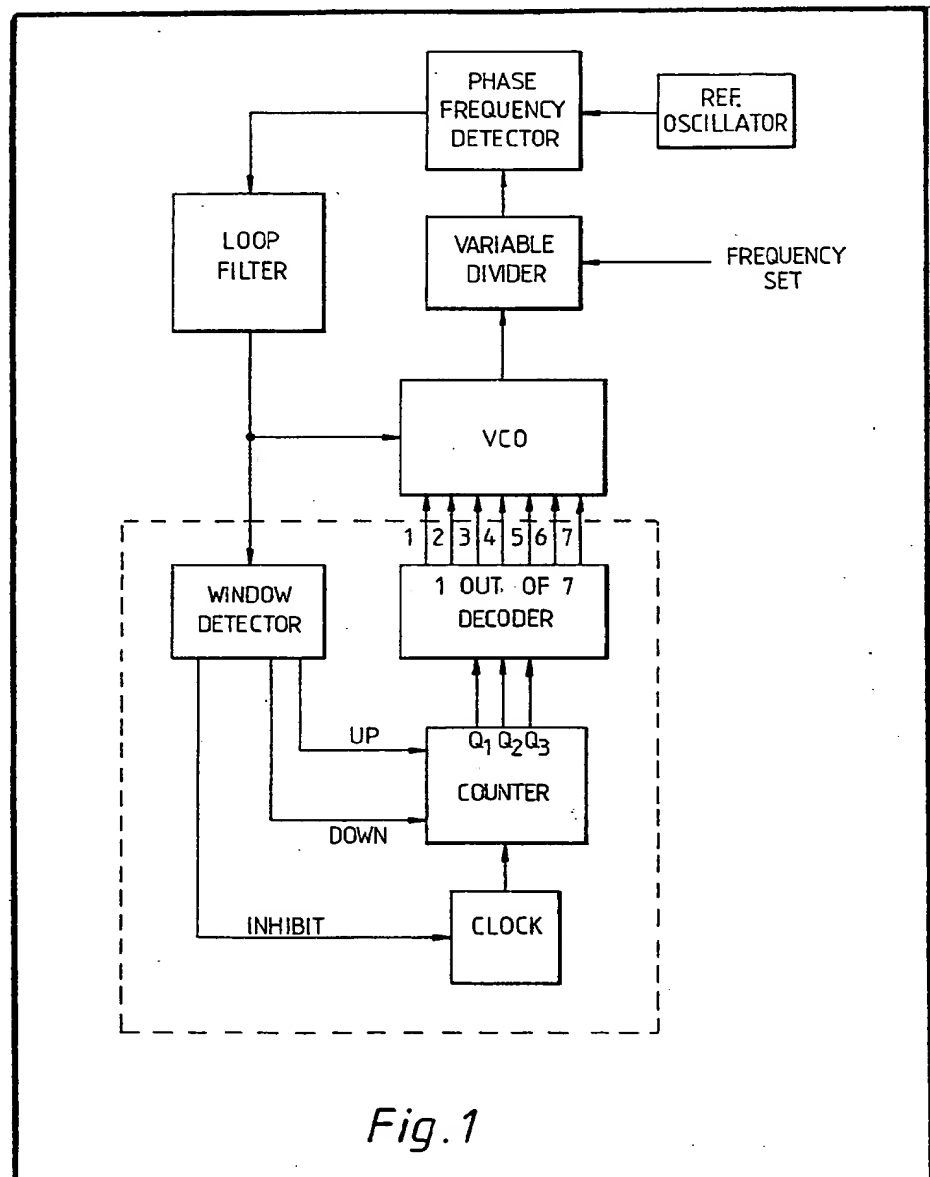 PHASE
FREQUENCY
DETECTOR
REF.
OSCILLATOR
LOOP
FILTER
VARIABLE
DIVIDER
FREQUENCY
SET
VCO
1 2 3 4 5 6 7
WINDOW
DETECTOR
1 OUT OF 7
DECODER
UP
Q1 Q2 Q3
COUNTER
DOWN
INHIBIT
CLOCK
Fig.1